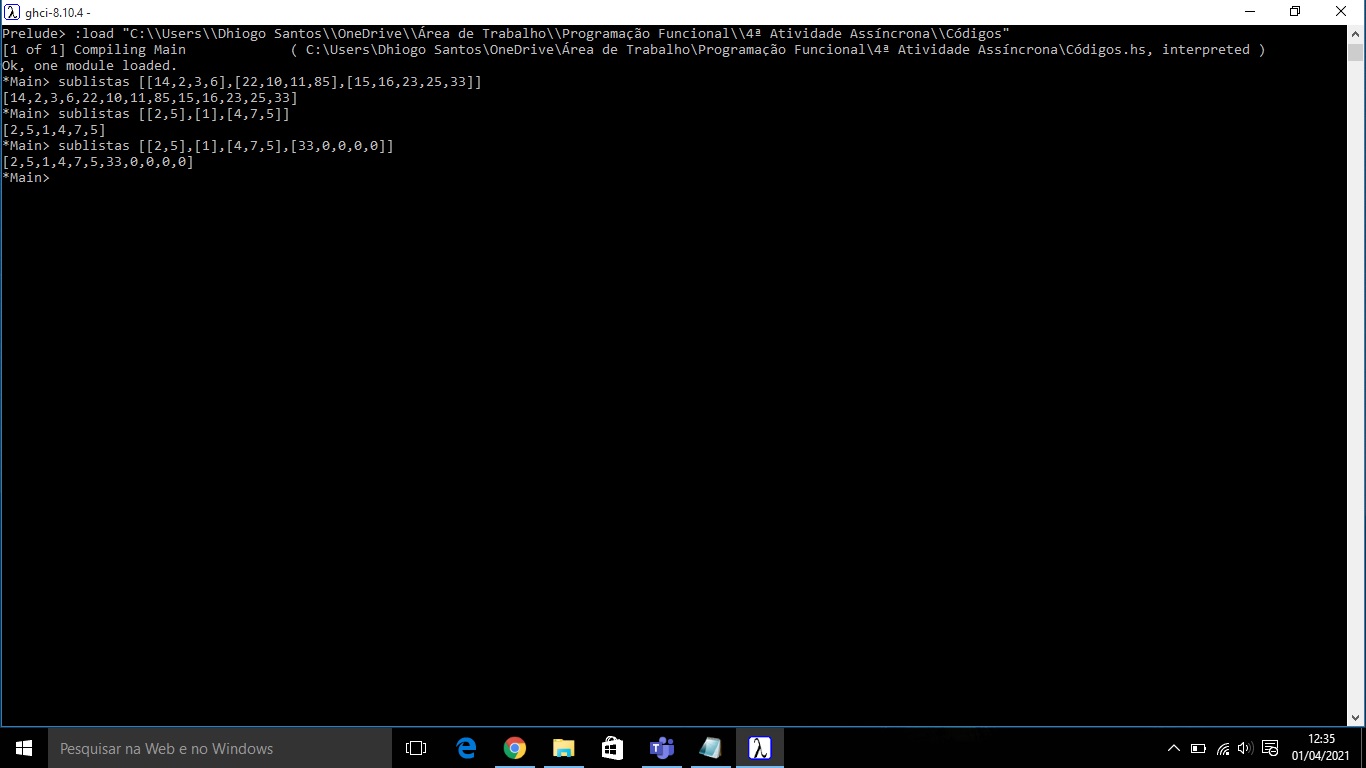 ghci-8.10.4 -
Prelude> :load "C:\\Users\\Dhiogo Santos\\OneDrive\\Área de Trabalho\\Programação Funcional\\4ª Atividade Assíncrona\\Códigos"
[1 of 1] Compiling Main             ( C:\Users\Dhiogo Santos\OneDrive\Área de Trabalho\Programação Funcional\4ª Atividade Assíncrona\Códigos.hs, interpreted )
Ok, one module loaded.
*Main> sublistas [[14,2,3,6],[22,10,11,85],[15,16,23,25,33]]
[14,2,3,6,22,10,11,85,15,16,23,25,33]
*Main> sublistas [[2,5],[1],[4,7,5]]
[2,5,1,4,7,5]
*Main> sublistas [[2,5],[1],[4,7,5],[33,0,0,0,0]]
[2,5,1,4,7,5,33,0,0,0,0]
*Main>
Pesquisar na Web e no Windows
12:35
01/04/2021